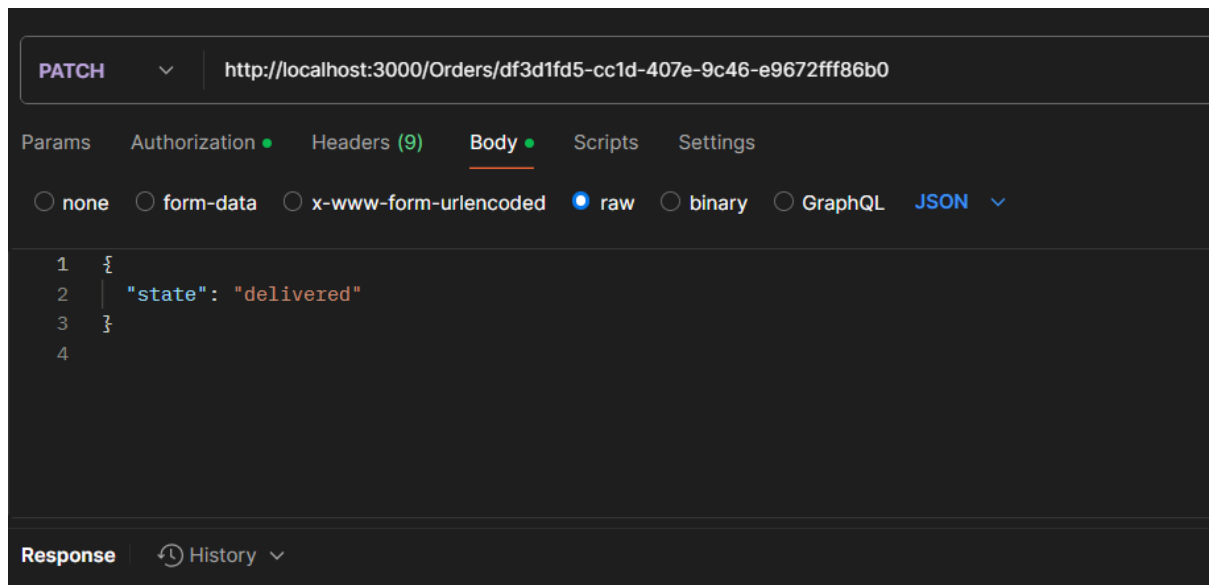 PATCH http://localhost:3000/Orders/df3d1fd5-cc1d-407e-9c46-e9672fff86b0
Params Authorization Headers (9) Body Scripts Settings
none form-data x-www-form-urlencoded raw binary GraphQL JSON
1 {
2 "state": "delivered"
3 }
4
Response History